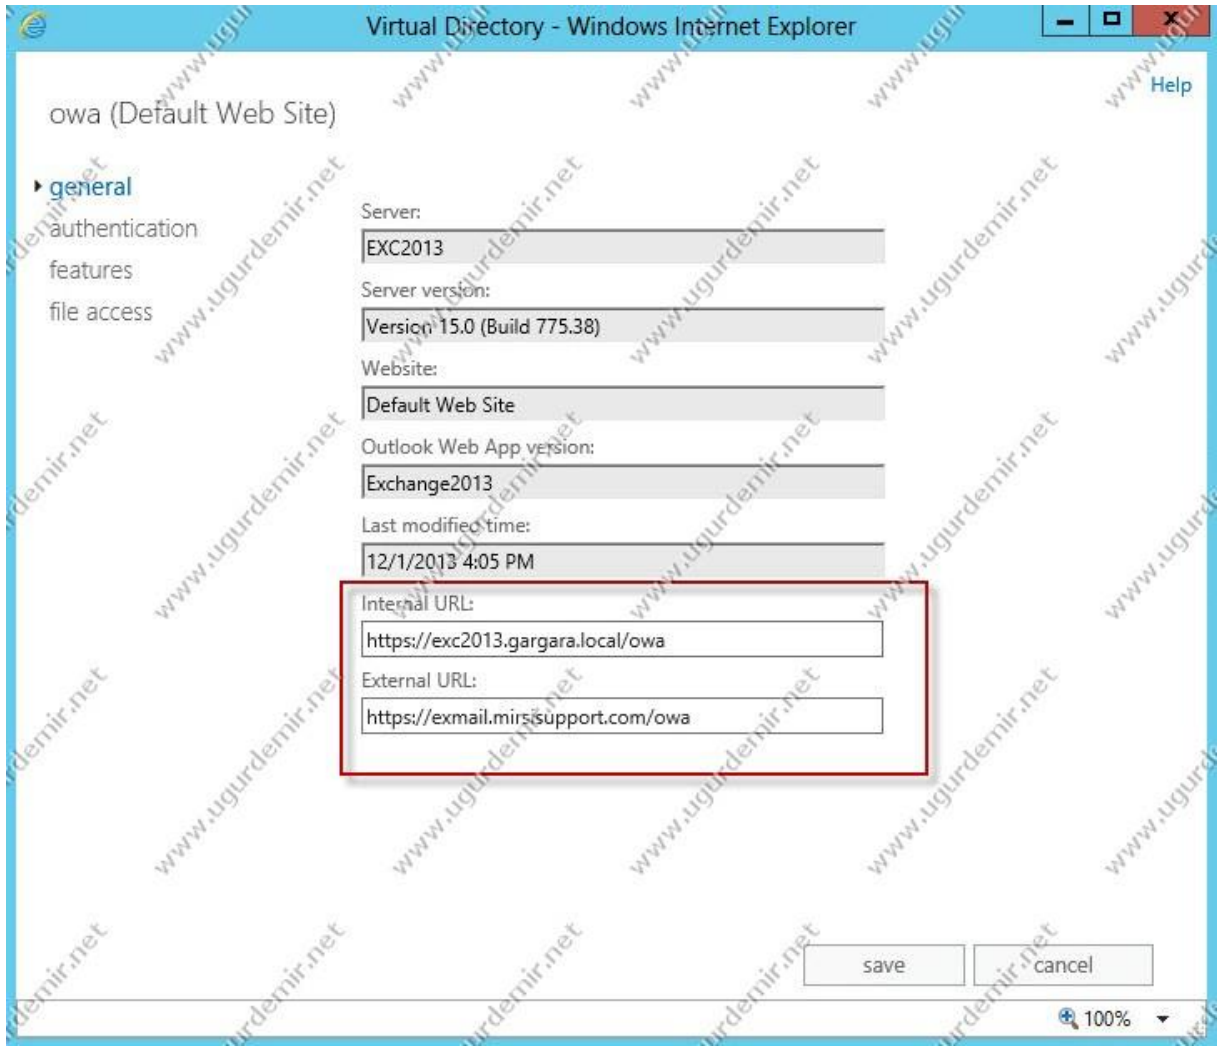 Virtual Directory - Windows Internet Explorer
Help
owa (Default Web Site)
general
authentication
features
file access
Server:
EXC2013
Server version:
Version 15.0 (Build 775.38)
Website:
Default Web Site
Outlook Web App version:
Exchange2013
Last modified time:
12/1/2013 4:05 PM
Internal URL:
https://exc2013.gargara.local/owa
External URL:
https://exmail.mirsisupport.com/owa
save
cancel
100%
www.ugurdemir.net